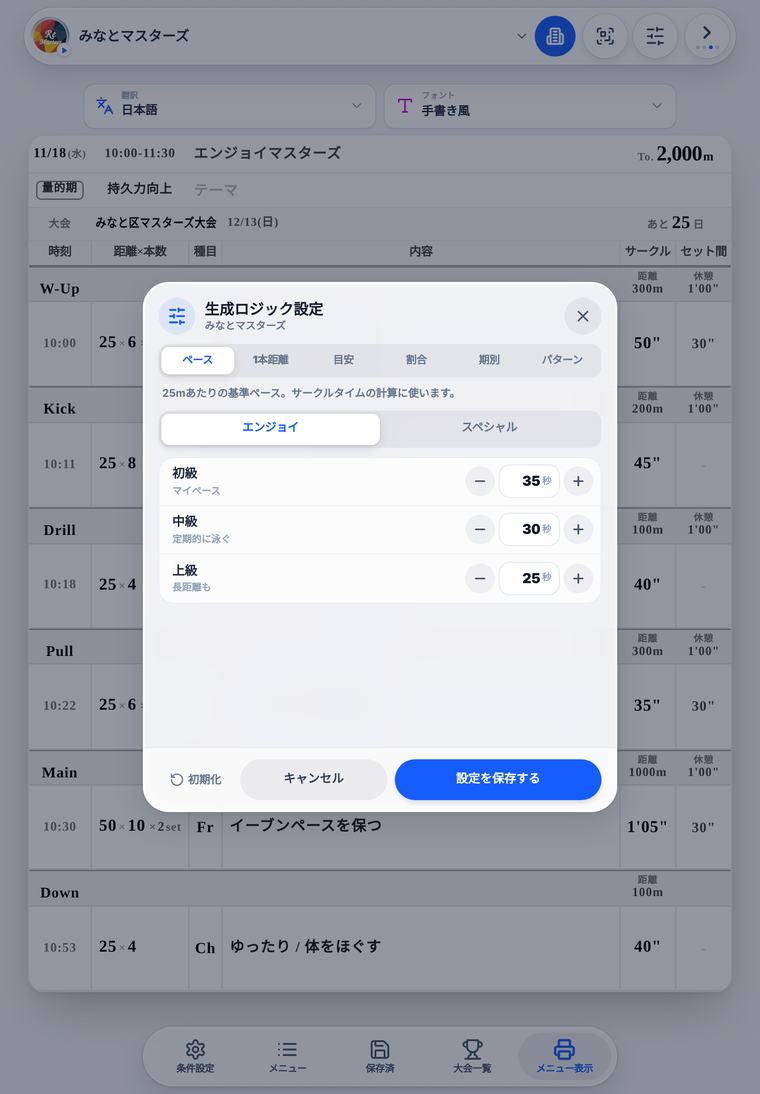 みなとマスターズ
翻訳
日本語
フォント
手書き風
11/18(水) 10:00-11:30 エンジョイマスターズ To. 2,000m
量的期 持久力向上 テーマ
大会 みなと区マスターズ大会 12/13(日) あと 25 日
時刻 距離×本数 種目 内容 サークル セット間
W-Up 距離 300m 休憩 1'00"
10:00 25×6 50" 30"
Kick 距離 200m 休憩 1'00"
10:11 25×8 45" -
Drill 距離 100m 休憩 1'00"
10:18 25×4 40" -
Pull 距離 300m 休憩 1'00"
10:22 25×6 35" 30"
Main 距離 1000m 休憩 1'00"
10:30 50×10×2set Fr イーブンペースを保つ 1'05" 30"
Down 距離 100m
10:53 25×4 Ch ゆったり / 体をほぐす 40" -
生成ロジック設定
みなとマスターズ
ペース 1本距離 目安 割合 期別 パターン
25mあたりの基準ペース。サークルタイムの計算に使います。
エンジョイ スペシャル
初級
マイペース
− 35秒 +
中級
定期的に泳ぐ
− 30秒 +
上級
長距離も
− 25秒 +
初期化 キャンセル 設定を保存する
条件設定 メニュー 保存済 大会一覧 メニュー表示